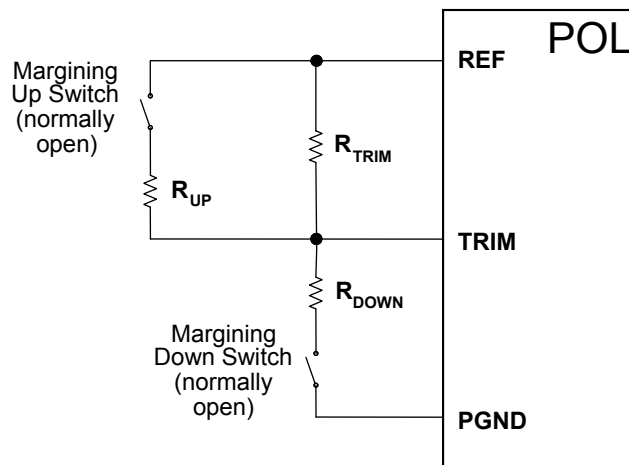 POL
REF
Margining
Up Switch
(normally
open)
R_TRIM
R_UP
TRIM
R_DOWN
Margining
Down Switch
(normally
open)
PGND